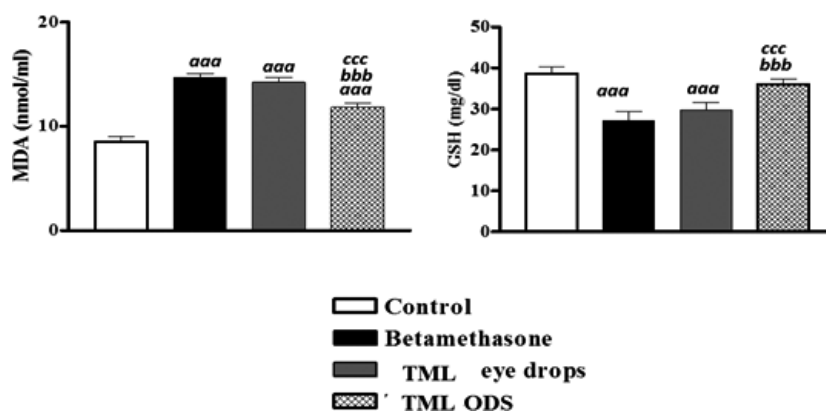 MDA (nmol/ml)
20
10
0
aaa
aaa
ccc
bbb
aaa
GSH (mg/dl)
50
40
30
20
10
0
aaa
aaa
ccc
bbb
Control
Betamethasone
TML eye drops
TML ODS